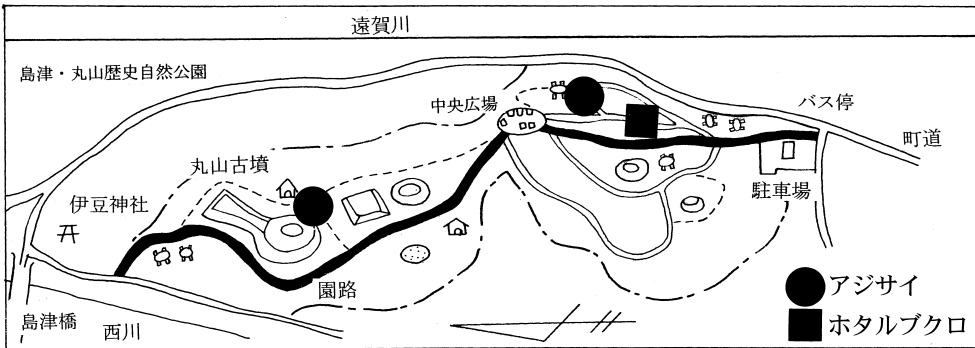 遠賀川
島津・丸山歴史自然公園
中央広場
バス停
町道
丸山古墳
駐車場
伊豆神社
園路
アジサイ
島津橋
西川
ホタルブクロ